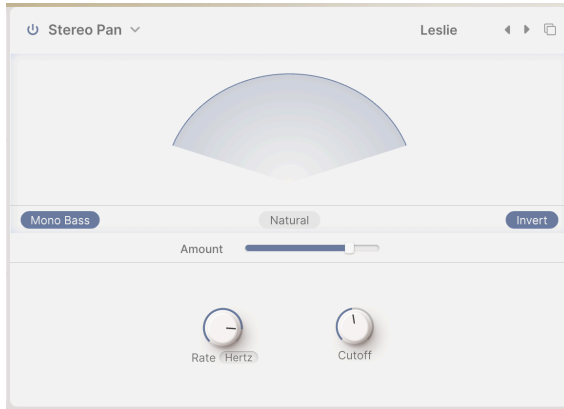 Stereo Pan Leslie
Mono Bass Natural Invert
Amount
Rate Hertz Cutoff